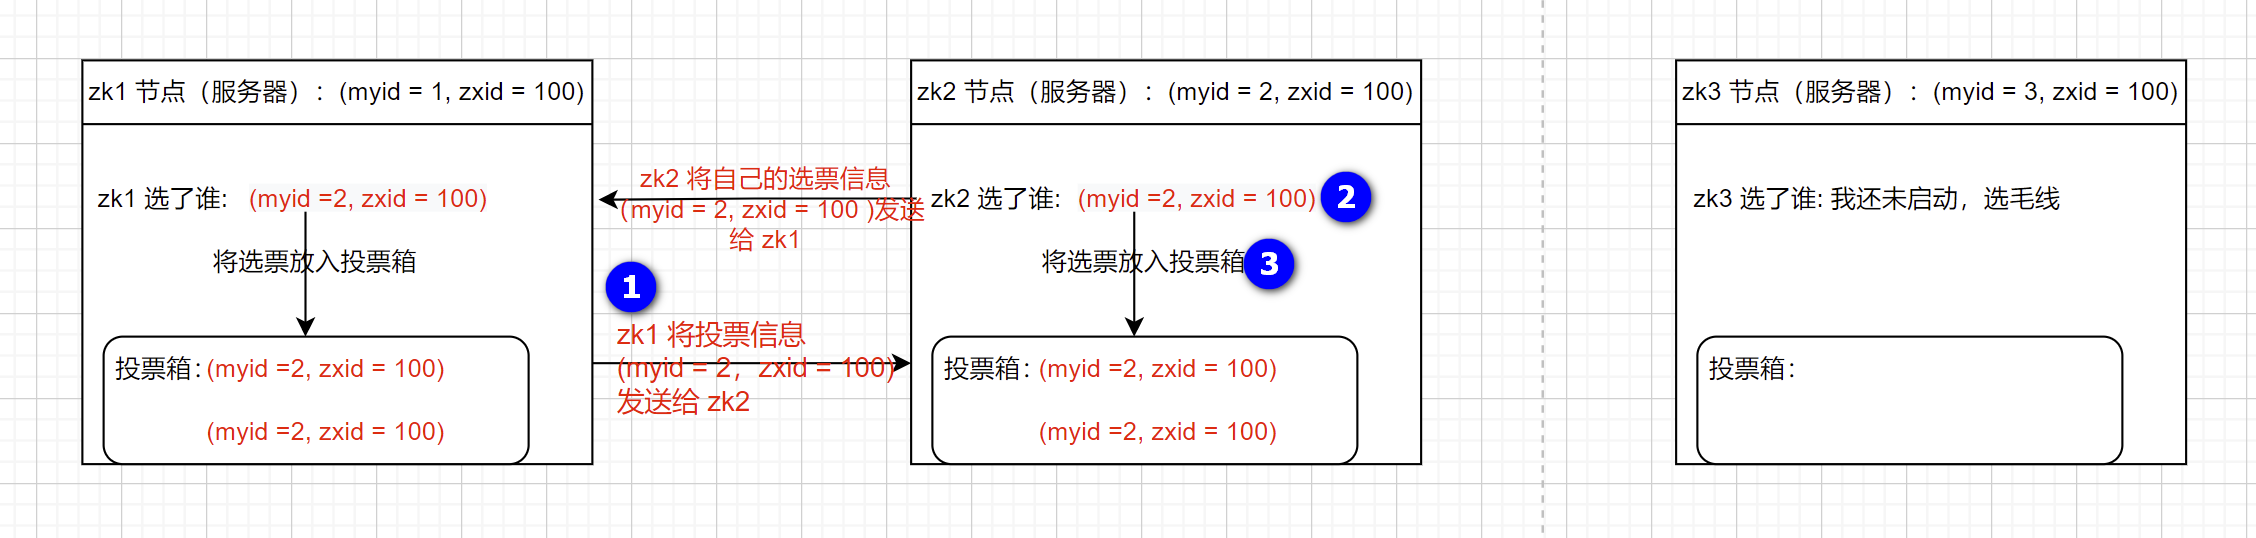 zk1 节点（服务器）：(myid = 1, zxid = 100)
zk1 选了谁： (myid =2, zxid = 100)
将选票放入投票箱
投票箱：(myid =2, zxid = 100)
(myid =2, zxid = 100)
zk2 将自己的选票信息
(myid = 2, zxid = 100 )发送
给 zk1
1
zk1 将投票信息
(myid = 2，zxid = 100)
发送给 zk2
zk2 节点（服务器）：(myid = 2, zxid = 100)
zk2 选了谁： (myid =2, zxid = 100)
2
将选票放入投票箱
3
投票箱：(myid =2, zxid = 100)
(myid =2, zxid = 100)
zk3 节点（服务器）：(myid = 3, zxid = 100)
zk3 选了谁: 我还未启动，选毛线
投票箱：